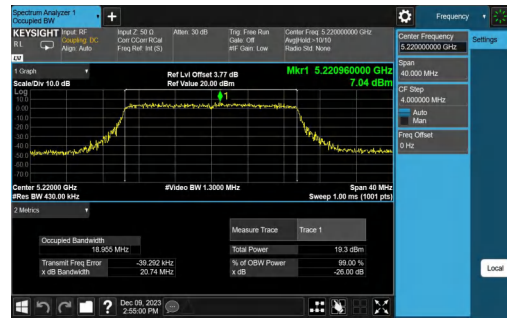 Spectrum Analyzer 1
Occupied BW
Frequency
KEYSIGHT Input: RF
RL
Coupling: DC
Align: Auto
Input Z: 50 Ω
Corr CCorr RCal
Freq Ref: Int (S)
Atten: 30 dB
Trig: Free Run
Gate: Off
#IF Gain: Low
Center Freq: 5.220000000 GHz
Avg|Hold:>10/10
Radio Std: None
LV
Center Frequency
5.220000000 GHz
Settings
Span
40.000 MHz
CF Step
4.000000 MHz
Auto
Man
Freq Offset
0 Hz
Local
1 Graph
Scale/Div 10.0 dB
Ref Lvl Offset 3.77 dB
Ref Value 20.00 dBm
Mkr1 5.220960000 GHz
7.04 dBm
Log
10.0
0.00
-10.0
-20.0
-30.0
-40.0
-50.0
-60.0
-70.0
1
Center 5.22000 GHz
#Res BW 430.00 kHz
#Video BW 1.3000 MHz
Span 40 MHz
Sweep 1.00 ms (1001 pts)
2 Metrics
Measure Trace Trace 1
Occupied Bandwidth
18.955 MHz
Total Power 19.3 dBm
Transmit Freq Error -39.292 kHz
% of OBW Power 99.00 %
x dB Bandwidth 20.74 MHz
x dB -26.00 dB
?
Dec 09, 2023
2:55:00 PM